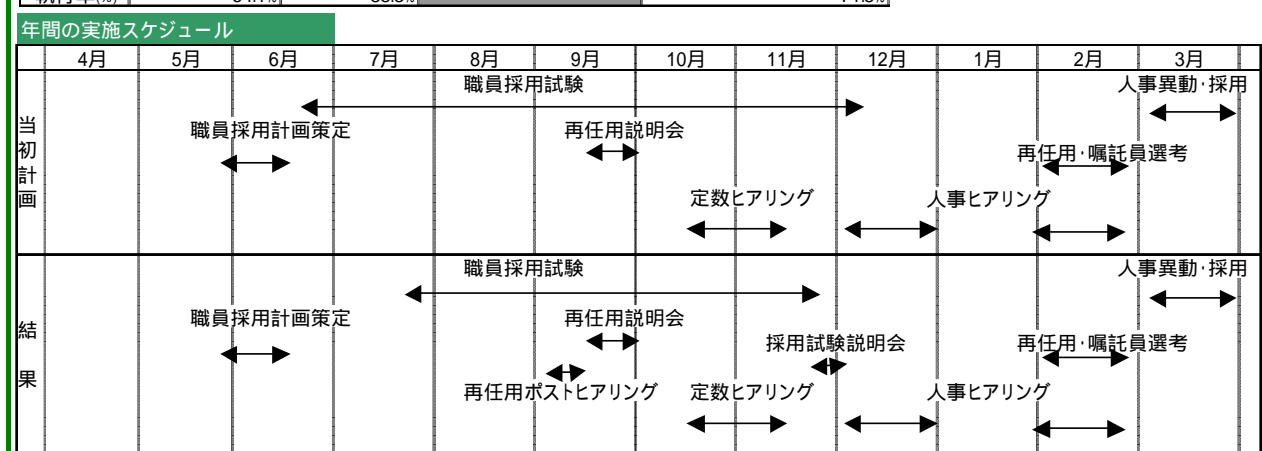 年間の実施スケジュール
4月 5月 6月 7月 8月 9月 10月 11月 12月 1月 2月 3月
当初計画
職員採用試験 人事異動・採用
職員採用計画策定 再任用説明会
再任用・嘱託員選考
定数ヒアリング 人事ヒアリング
結果
職員採用試験 人事異動・採用
職員採用計画策定 再任用説明会
採用試験説明会 再任用・嘱託員選考
再任用ポストヒアリング 定数ヒアリング 人事ヒアリング